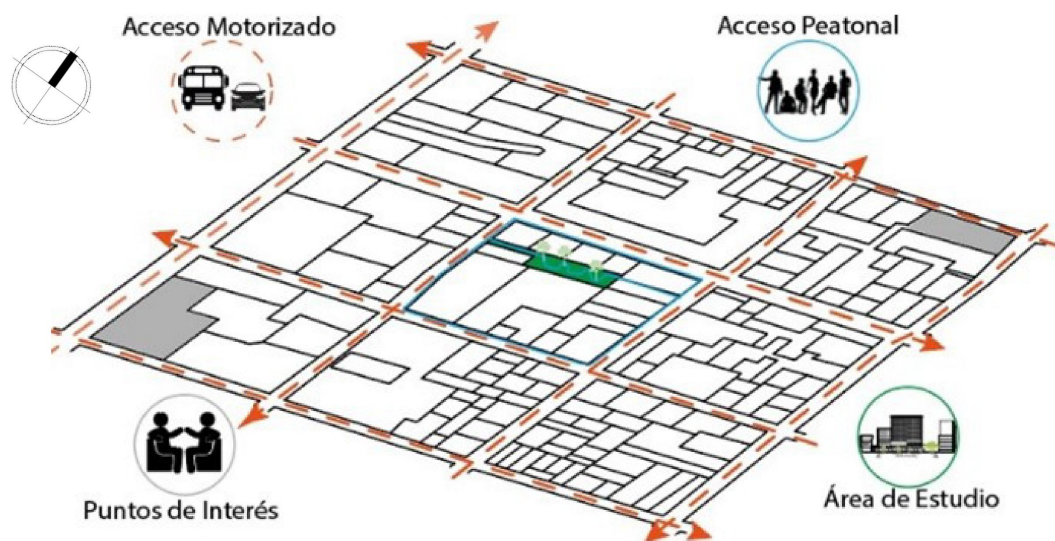 Acceso Motorizado
Acceso Peatonal
Puntos de Interés
Área de Estudio